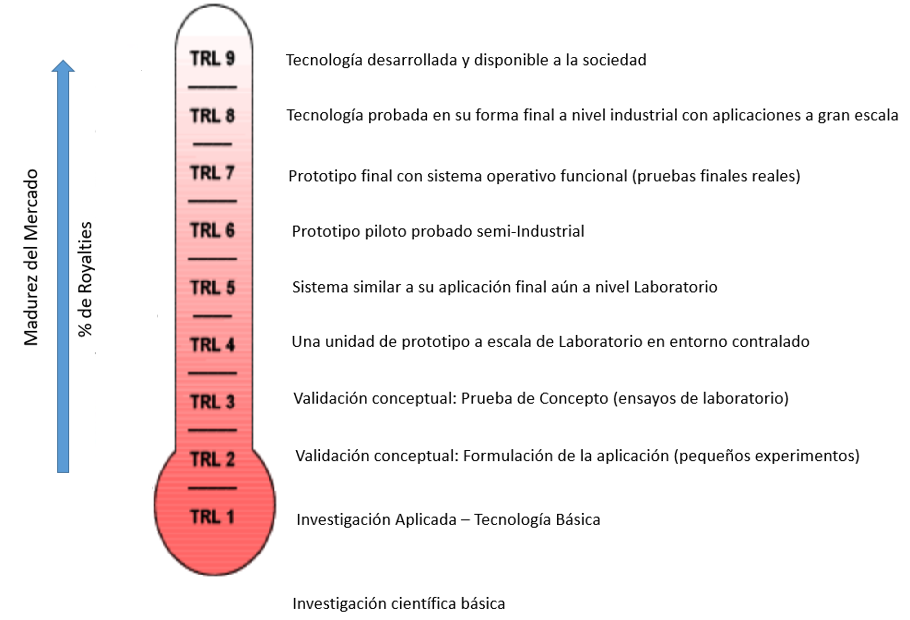 TRL 9 Tecnología desarrollada y disponible a la sociedad
TRL 8 Tecnología probada en su forma final a nivel industrial con aplicaciones a gran escala
TRL 7 Prototipo final con sistema operativo funcional (pruebas finales reales)
TRL 6 Prototipo piloto probado semi-Industrial
TRL 5 Sistema similar a su aplicación final aún a nivel Laboratorio
TRL 4 Una unidad de prototipo a escala de Laboratorio en entorno contralado
TRL 3 Validación conceptual: Prueba de Concepto (ensayos de laboratorio)
TRL 2 Validación conceptual: Formulación de la aplicación (pequeños experimentos)
TRL 1 Investigación Aplicada – Tecnología Básica
Investigación científica básica
Madurez del Mercado
% de Royalties